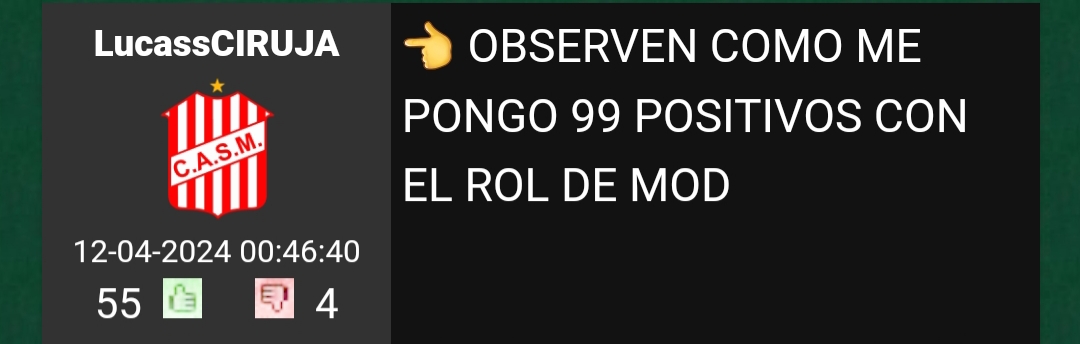 LucassCIRUJA
C.A.S.M.
12-04-2024 00:46:40
55 4
👈 OBSERVEN COMO ME
PONGO 99 POSITIVOS CON
EL ROL DE MOD